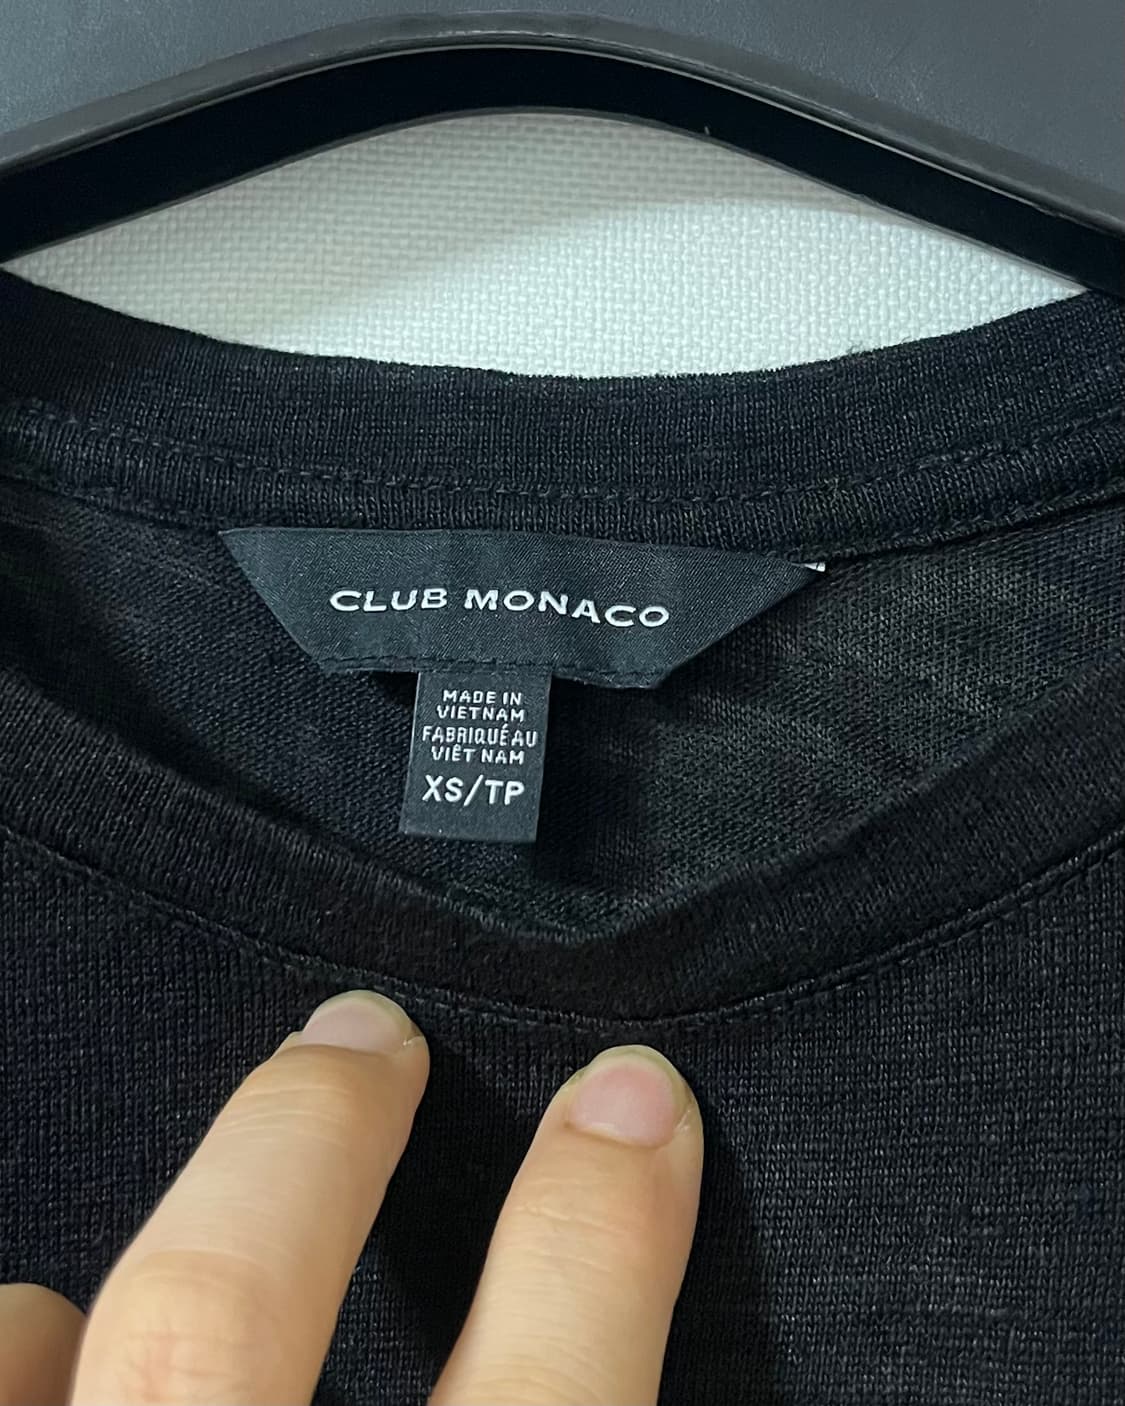 CLUB MONACO
MADE IN
VIETNAM
FABRIQUÉ AU
VIÊT NAM
XS/TP